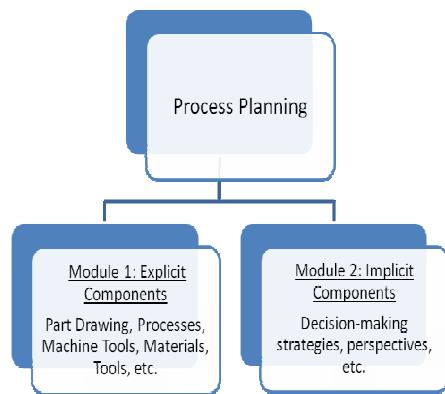 Process Planning
Module 1: Explicit
Components
Part Drawing, Processes,
Machine Tools, Materials,
Tools, etc.
Module 2: Implicit
Components
Decision-making
strategies, perspectives,
etc.